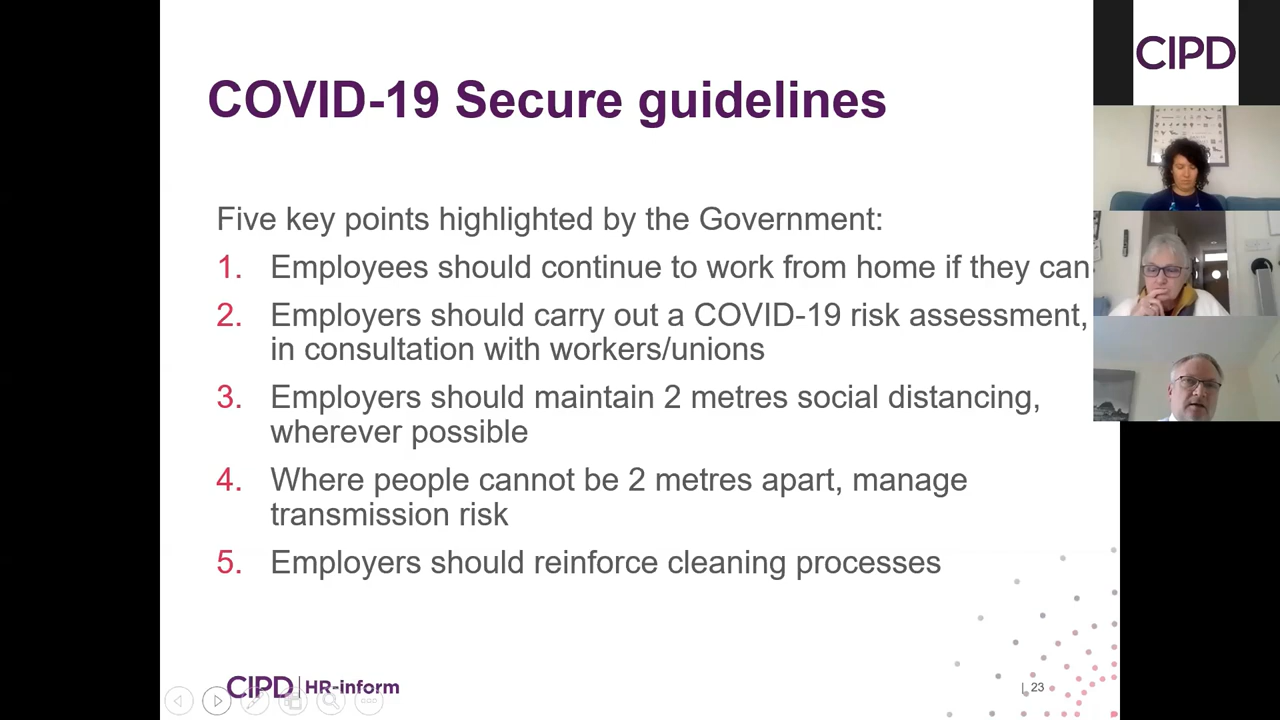 COVID-19 Secure guidelines
CIPD
Five key points highlighted by the Government:
1. Employees should continue to work from home if they can
2. Employers should carry out a COVID-19 risk assessment,
in consultation with workers/unions
3. Employers should maintain 2 metres social distancing,
wherever possible
4. Where people cannot be 2 metres apart, manage
transmission risk
5. Employers should reinforce cleaning processes
CIPD | HR-inform
| 23